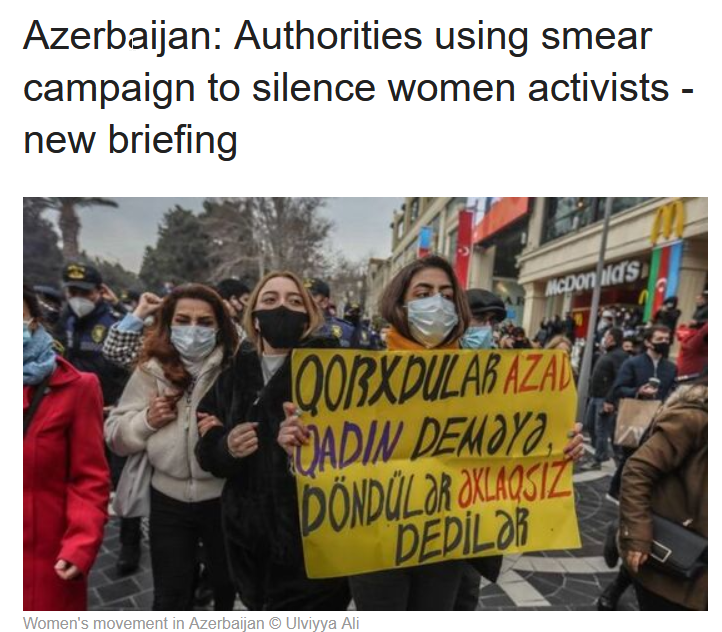 Azerbaijan: Authorities using smear
campaign to silence women activists -
new briefing
McDonald's
QORXDULAR AZAD
QADIN DEMƏYƏ,
DÖNDÜLƏR ƏXLAQSIZ
DEDİLƏR
Women's movement in Azerbaijan © Ulviyya Ali